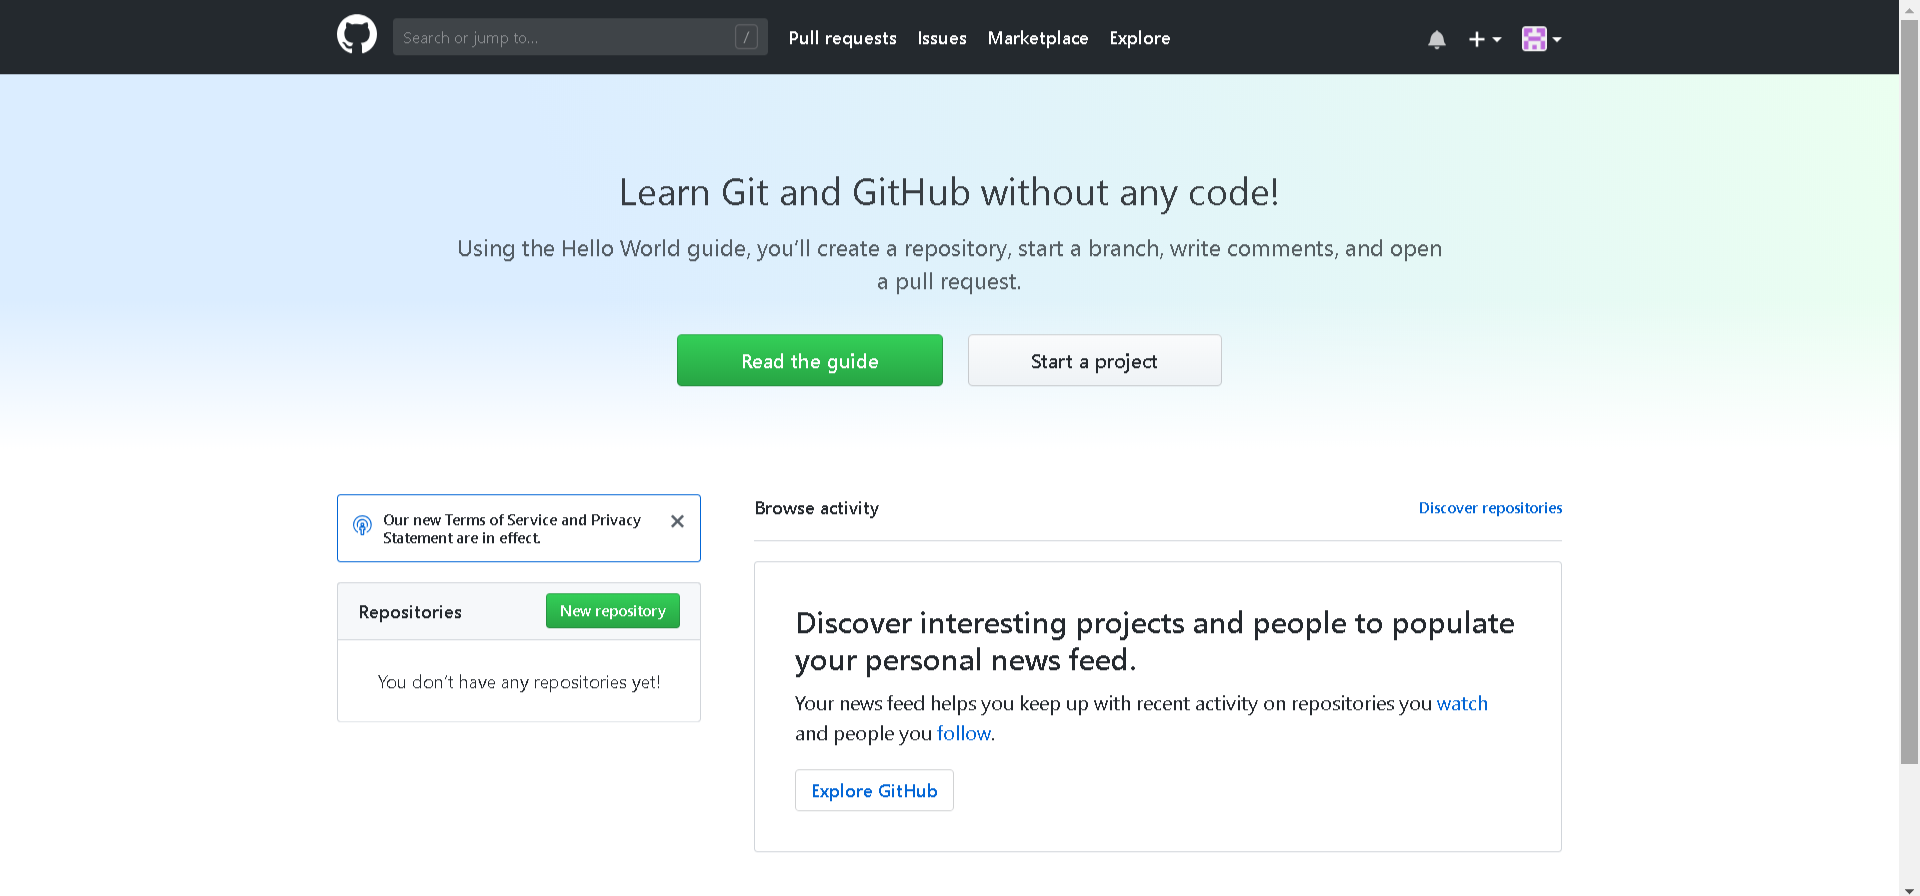 Search or jump to...
/
Pull requests
Issues
Marketplace
Explore
Learn Git and GitHub without any code!
Using the Hello World guide, you’ll create a repository, start a branch, write comments, and open
a pull request.
Read the guide
Start a project
Our new Terms of Service and Privacy
Statement are in effect.
Repositories
New repository
You don’t have any repositories yet!
Browse activity
Discover repositories
Discover interesting projects and people to populate
your personal news feed.
Your news feed helps you keep up with recent activity on repositories you watch
and people you follow.
Explore GitHub